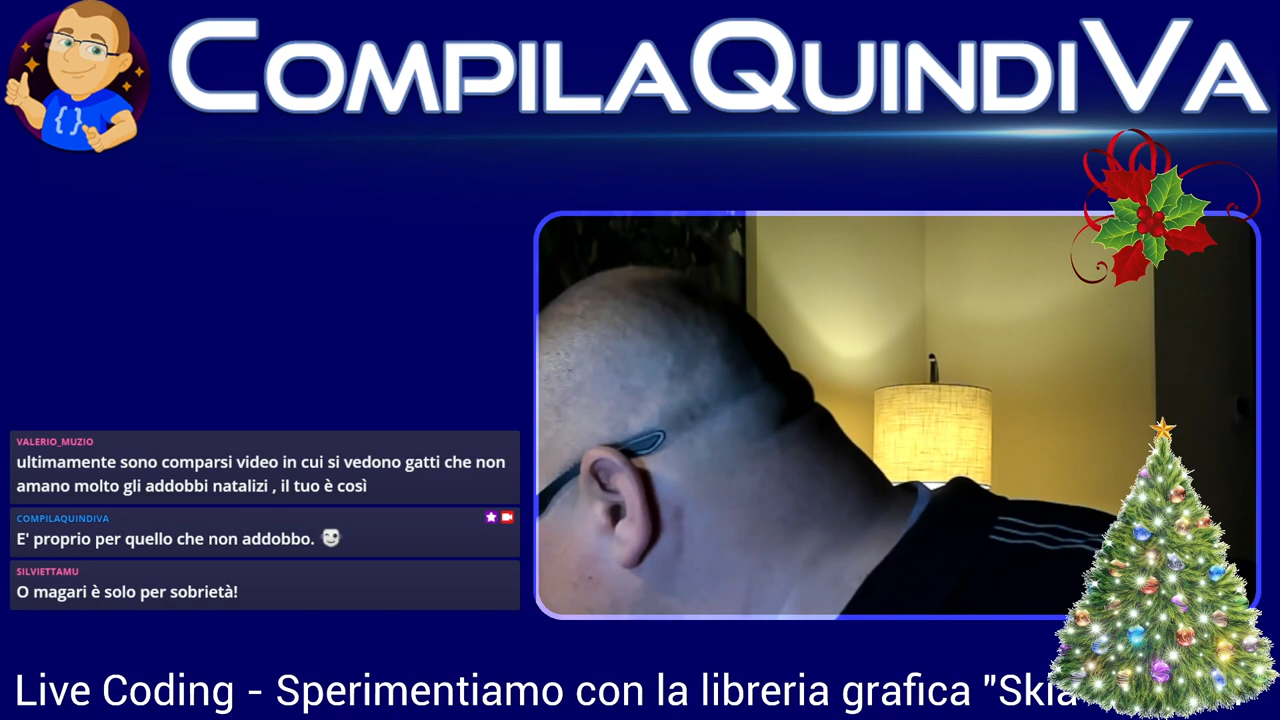 COMPILAQUINDIVA
{ }
VALERIO_MUZIO
ultimamente sono comparsi video in cui si vedono gatti che non
amano molto gli addobbi natalizi , il tuo è così
COMPILAQUINDIVA
E' proprio per quello che non addobbo.
SILVIETTAMU
O magari è solo per sobrietà!
Live Coding - Sperimentiamo con la libreria grafica "Skia